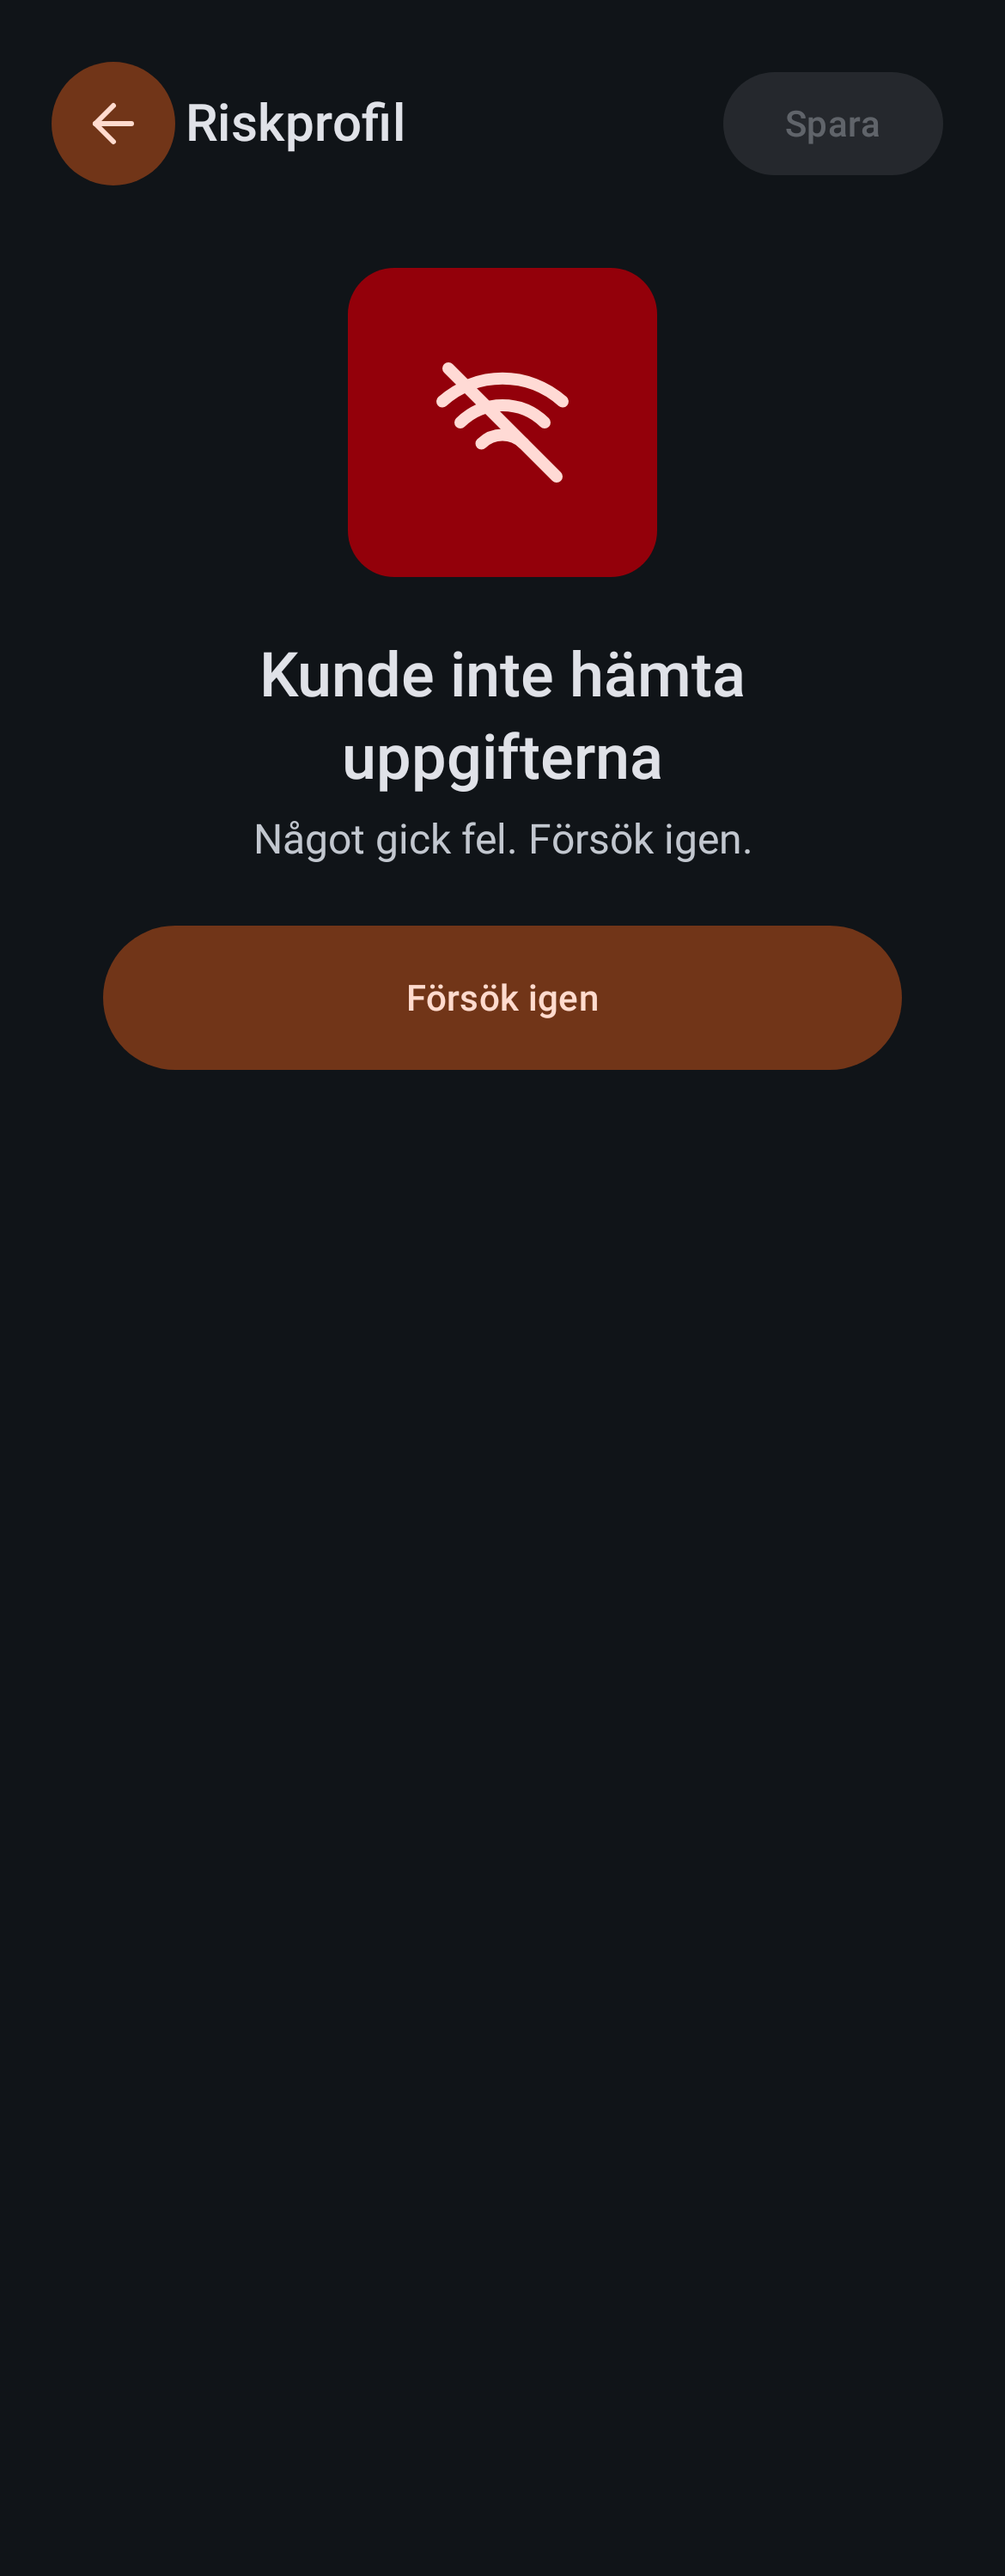 Riskprofil
Spara
Kunde inte hämta
uppgifterna
Något gick fel. Försök igen.
Försök igen